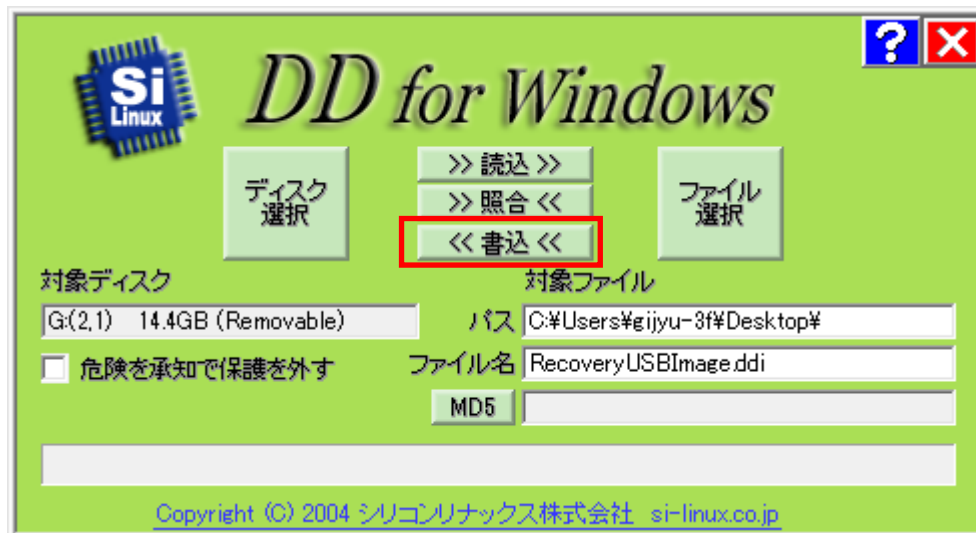 ?
×
Si
Linux
DD for Windows
ディスク
選択
>> 読込 >>
>> 照合 <<
<< 書込 <<
ファイル
選択
対象ディスク
対象ファイル
G:(2,1) 14.4GB (Removable)
パス
C:¥Users¥gijyu-3f¥Desktop¥
危険を承知で保護を外す
ファイル名
RecoveryUSBImage.ddi
MD5
Copyright (C) 2004 シリコンリナックス株式会社 si-linux.co.jp